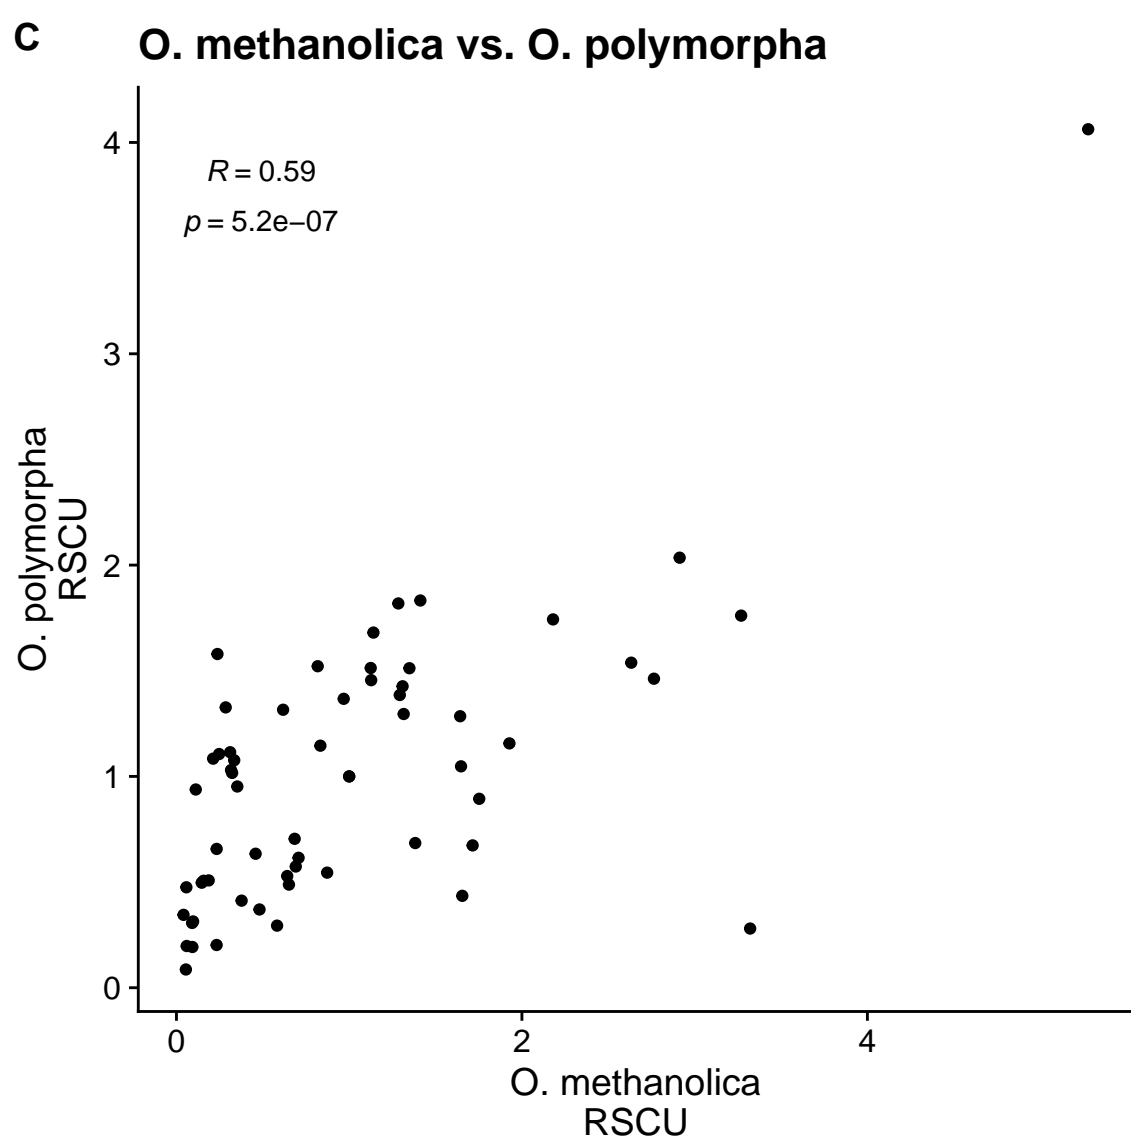 C
O. methanolica vs. O. polymorpha
R = 0.59
p = 5.2e−07
4
3
2
1
0
O. polymorpha
RSCU
0
2
4
O. methanolica
RSCU